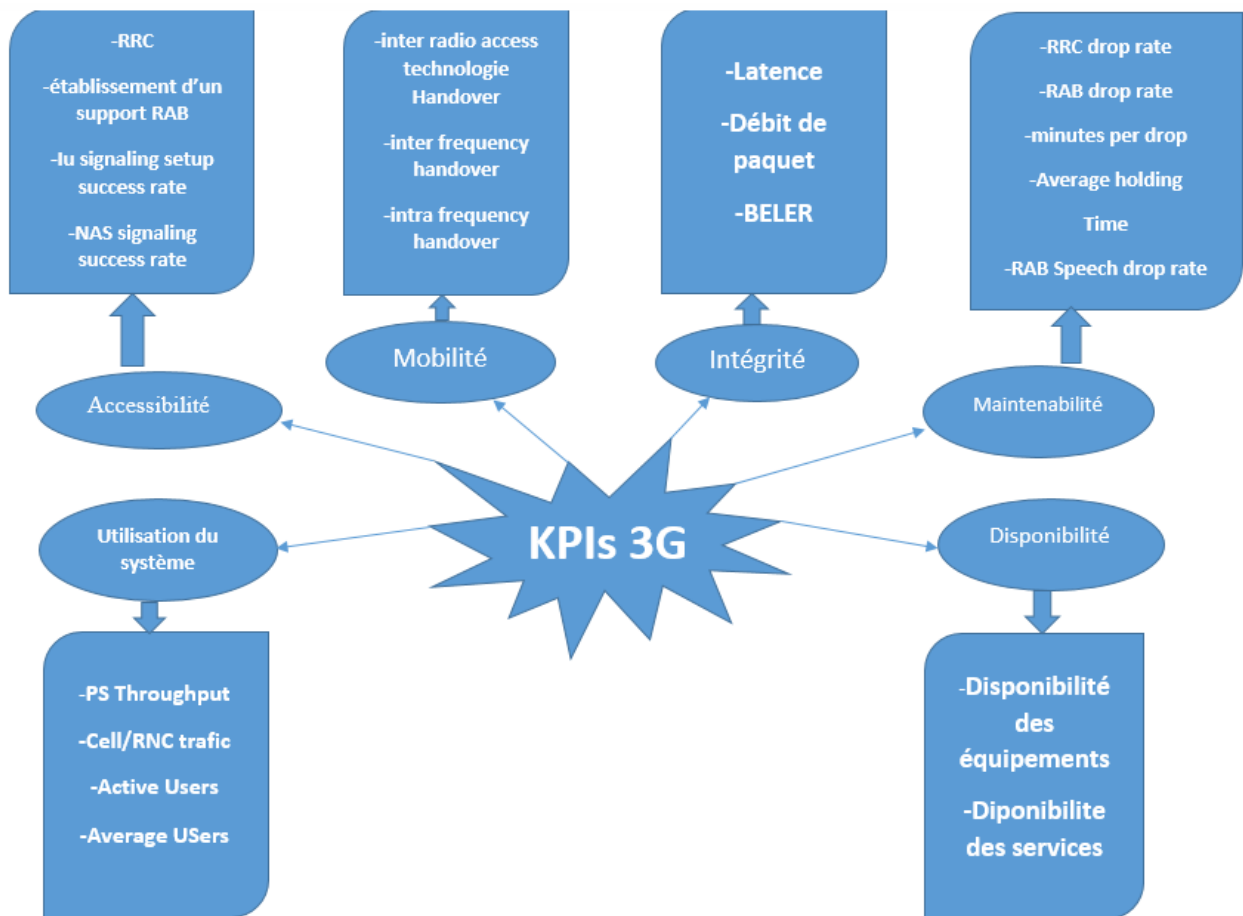 -RRC
-établissement d'un
support RAB
-Iu signaling setup
success rate
-NAS signaling
success rate
-inter radio access
technologie
Handover
-inter frequency
handover
-intra frequency
handover
-Latence
-Débit de
paquet
-BELER
-RRC drop rate
-RAB drop rate
-minutes per drop
-Average holding
Time
-RAB Speech drop rate
Accessibilité
Mobilité
Intégrité
Maintenabilité
Utilisation du
système
KPIs 3G
Disponibilité
-PS Throughput
-Cell/RNC trafic
-Active Users
-Average USers
-Disponibilité
des
équipements
-Diponibilite
des services